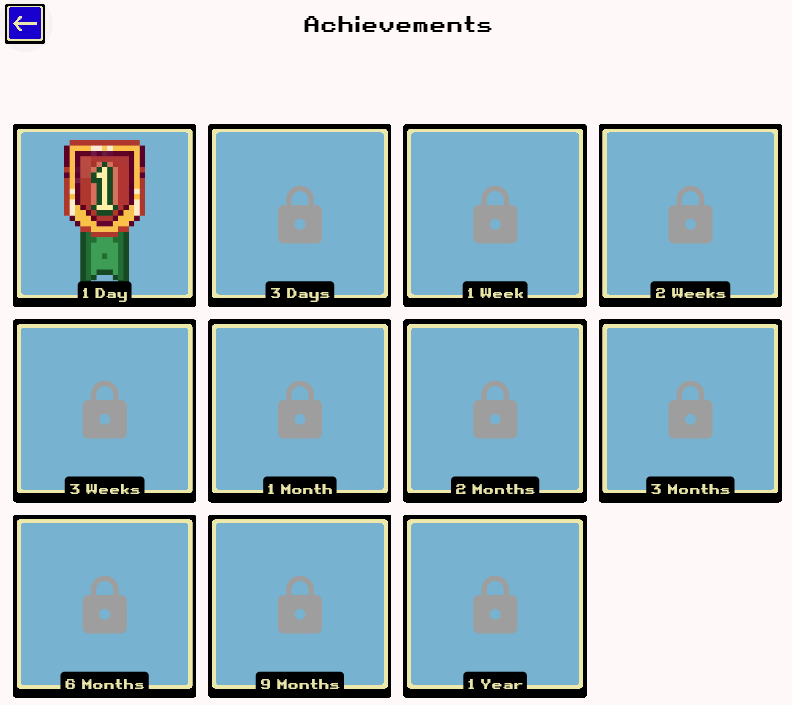 Achievements
1
1 Day
3 Days
1 Week
2 Weeks
3 Weeks
1 Month
2 Months
3 Months
6 Months
9 Months
1 Year